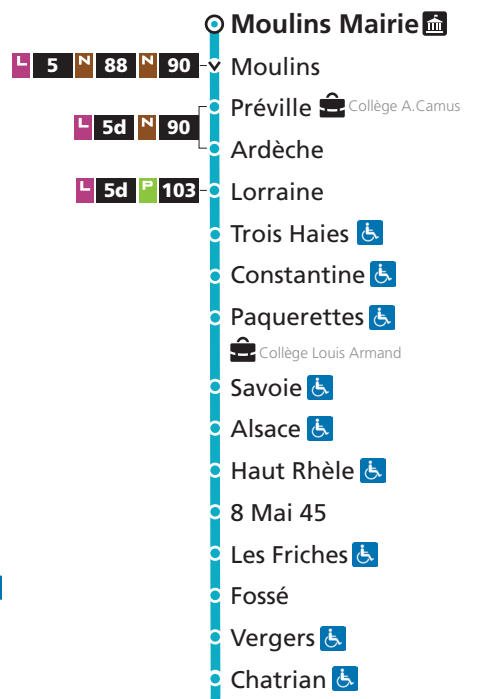 Moulins Mairie
L 5 N 88 N 90 Moulins
Préville Collège A.Camus
L 5d N 90
Ardèche
L 5d P 103 Lorraine
Trois Haies
Constantine
Paquerettes
Collège Louis Armand
Savoie
Alsace
Haut Rhèle
8 Mai 45
Les Friches
Fossé
Vergers
Chatrian